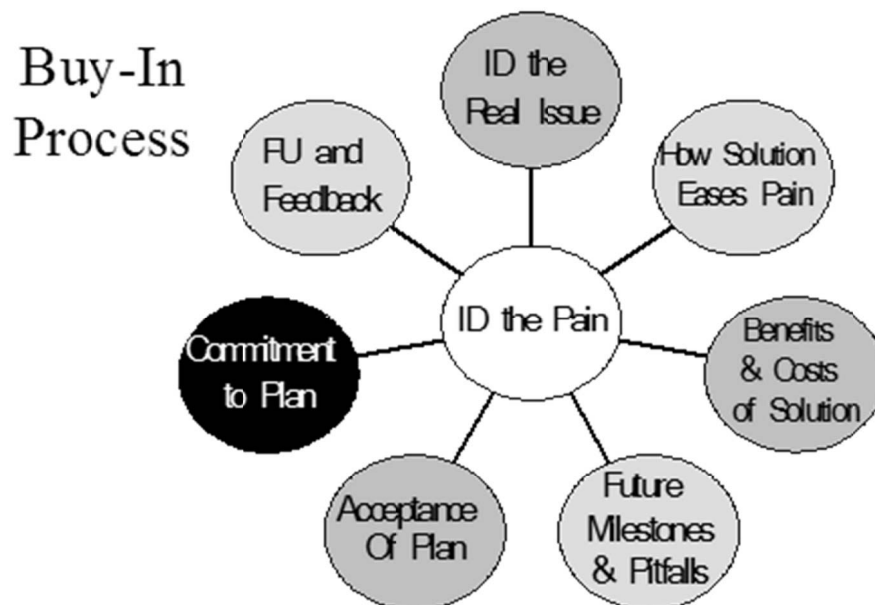 Buy-In
Process
ID the
Real Issue
How Solution
Eases Pain
Benefits
& Costs
of Solution
Future
Milestones
& Pitfalls
Acceptance
Of Plan
Commitment
to Plan
FU and
Feedback
ID the Pain